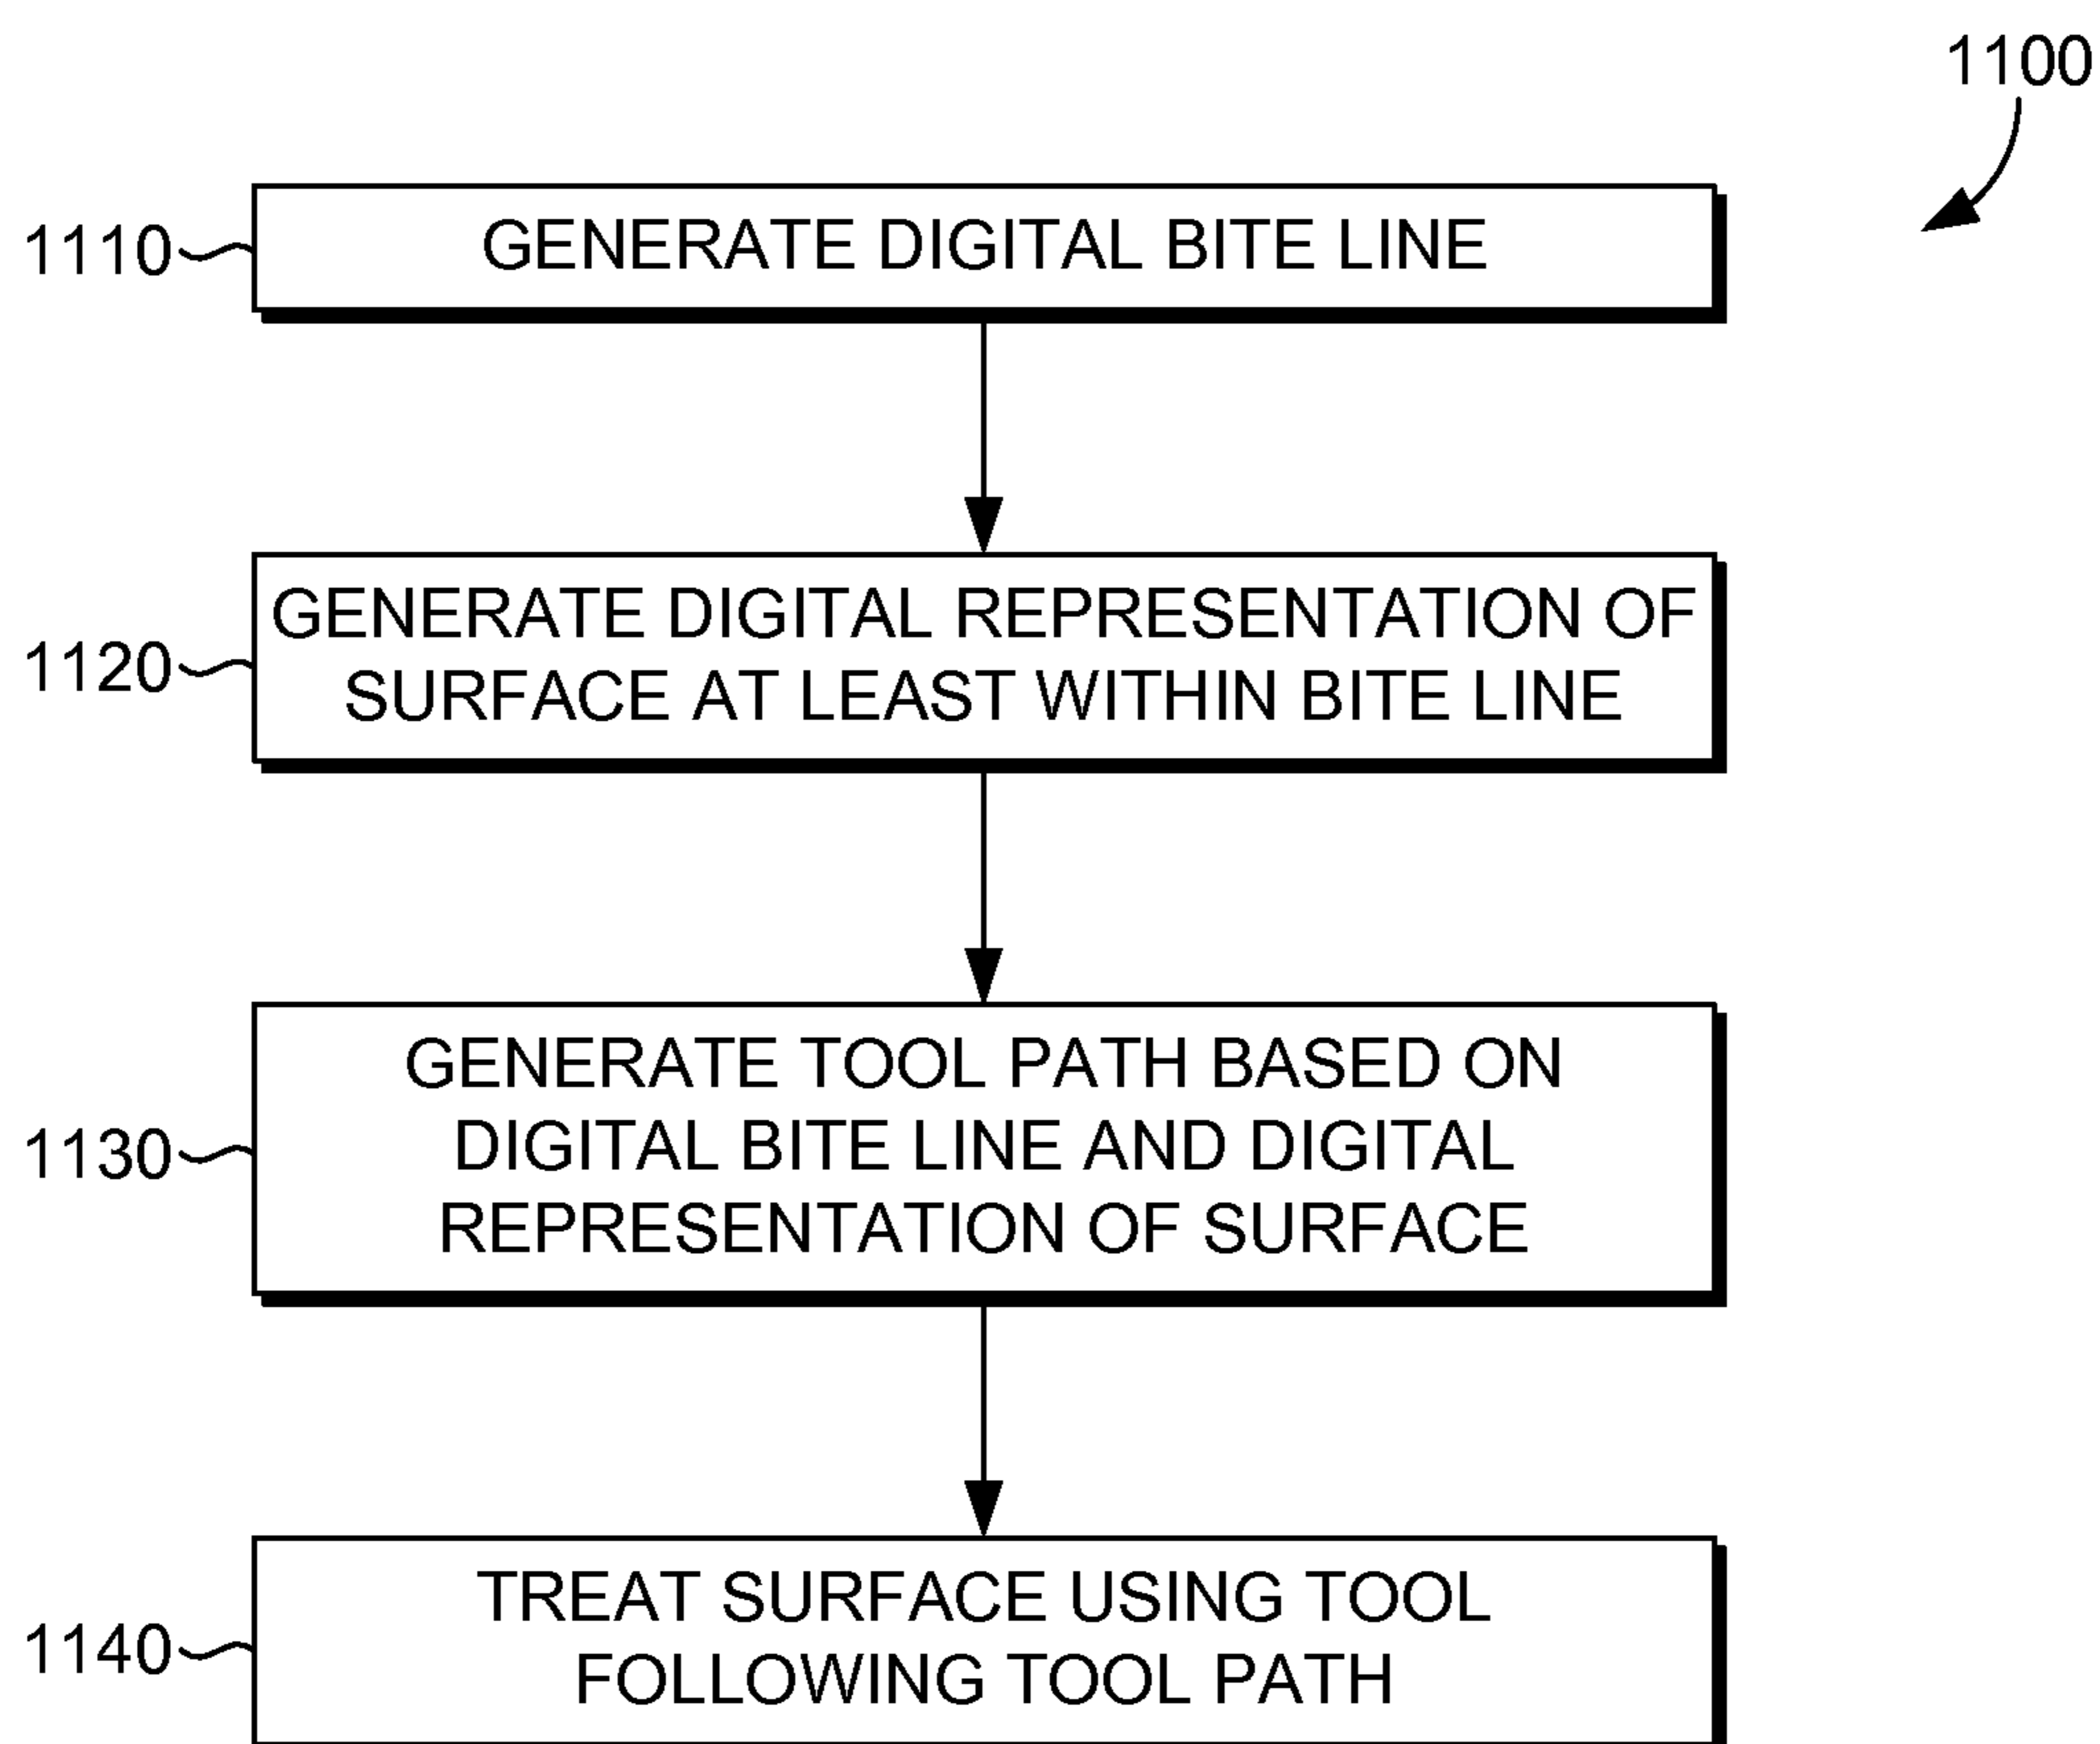 1100
1110
GENERATE DIGITAL BITE LINE
1120
GENERATE DIGITAL REPRESENTATION OF
SURFACE AT LEAST WITHIN BITE LINE
1130
GENERATE TOOL PATH BASED ON
DIGITAL BITE LINE AND DIGITAL
REPRESENTATION OF SURFACE
1140
TREAT SURFACE USING TOOL
FOLLOWING TOOL PATH